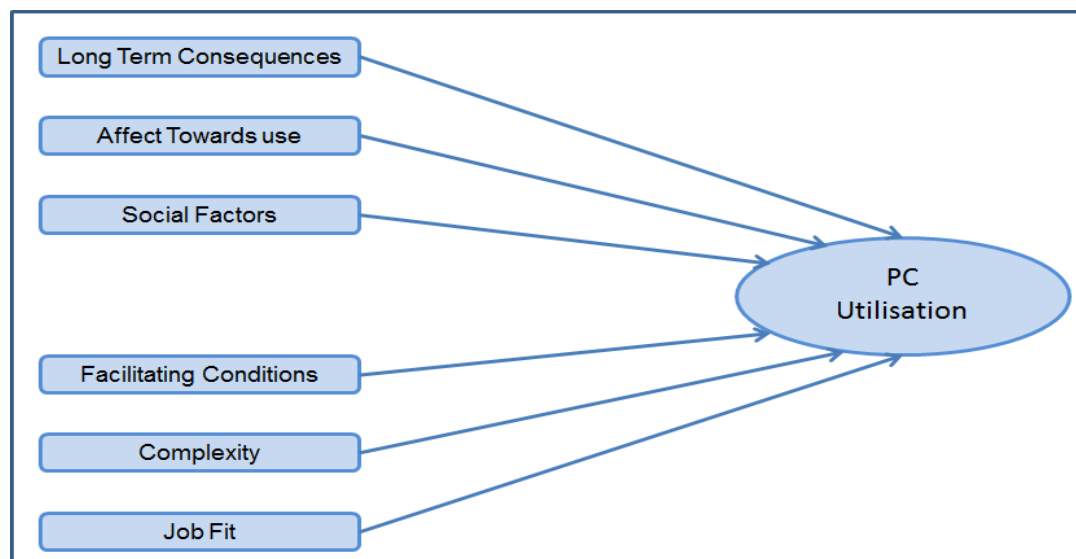 Long Term Consequences
Affect Towards use
Social Factors
PC
Utilisation
Facilitating Conditions
Complexity
Job Fit